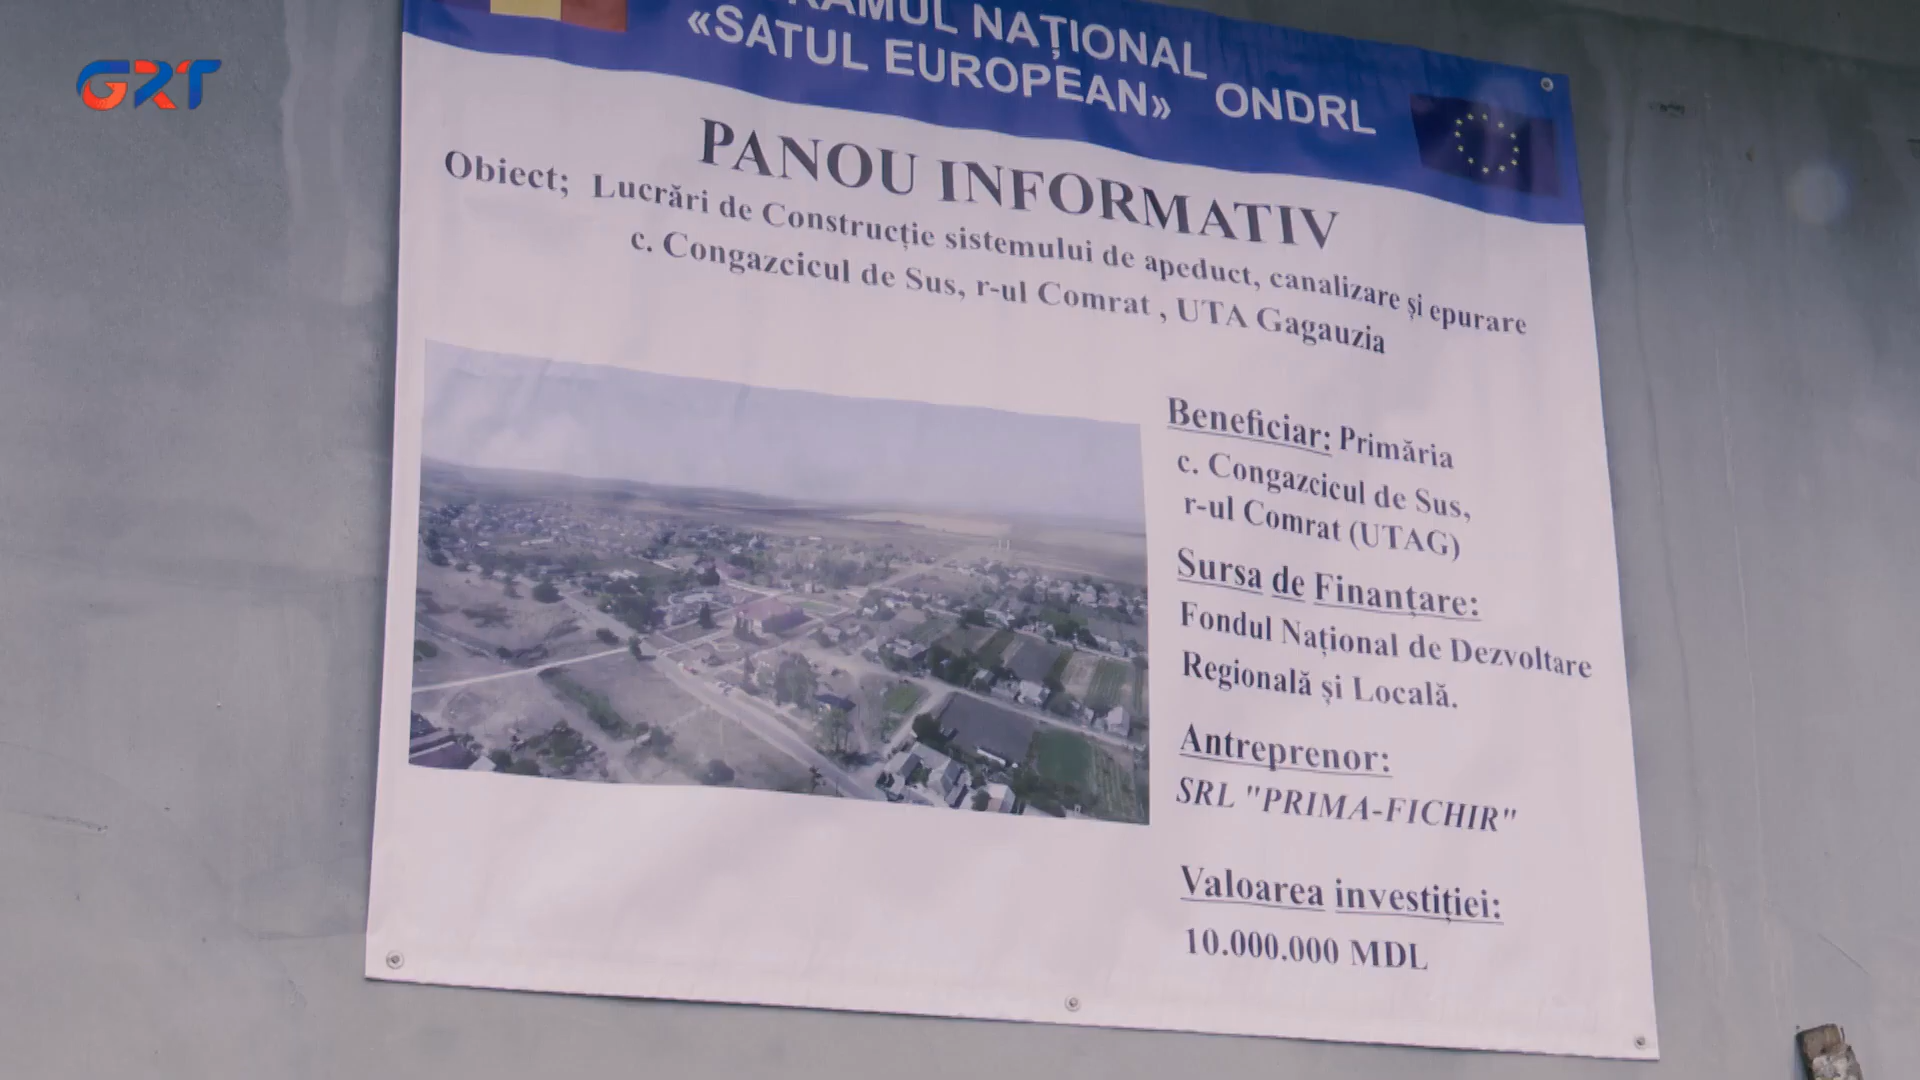 GRT
NAȚIONAL
«SATUL EUROPEAN» ONDRL
PANOU INFORMATIV
Obiect; Lucrări de Construcție sistemului de apeduct, canalizare și epurare
c. Congazcicul de Sus, r-ul Comrat , UTA Gagauzia
Beneficiar: Primăria
c. Congazcicul de Sus,
r-ul Comrat (UTAG)
Sursa de Finanțare:
Fondul Național de Dezvoltare
Regională și Locală.
Antreprenor:
SRL "PRIMA-FICHIR"
Valoarea investiției:
10.000.000 MDL